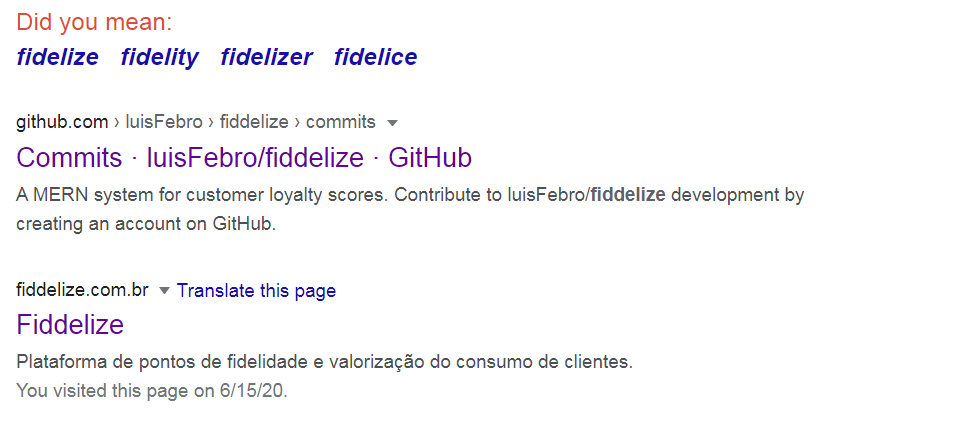 Did you mean:
fidelize fidelity fidelizer fidelice
github.com › luisFebro › fiddelize › commits
Commits · luisFebro/fiddelize · GitHub
A MERN system for customer loyalty scores. Contribute to luisFebro/fiddelize development by
creating an account on GitHub.
fiddelize.com.br Translate this page
Fiddelize
Plataforma de pontos de fidelidade e valorização do consumo de clientes.
You visited this page on 6/15/20.